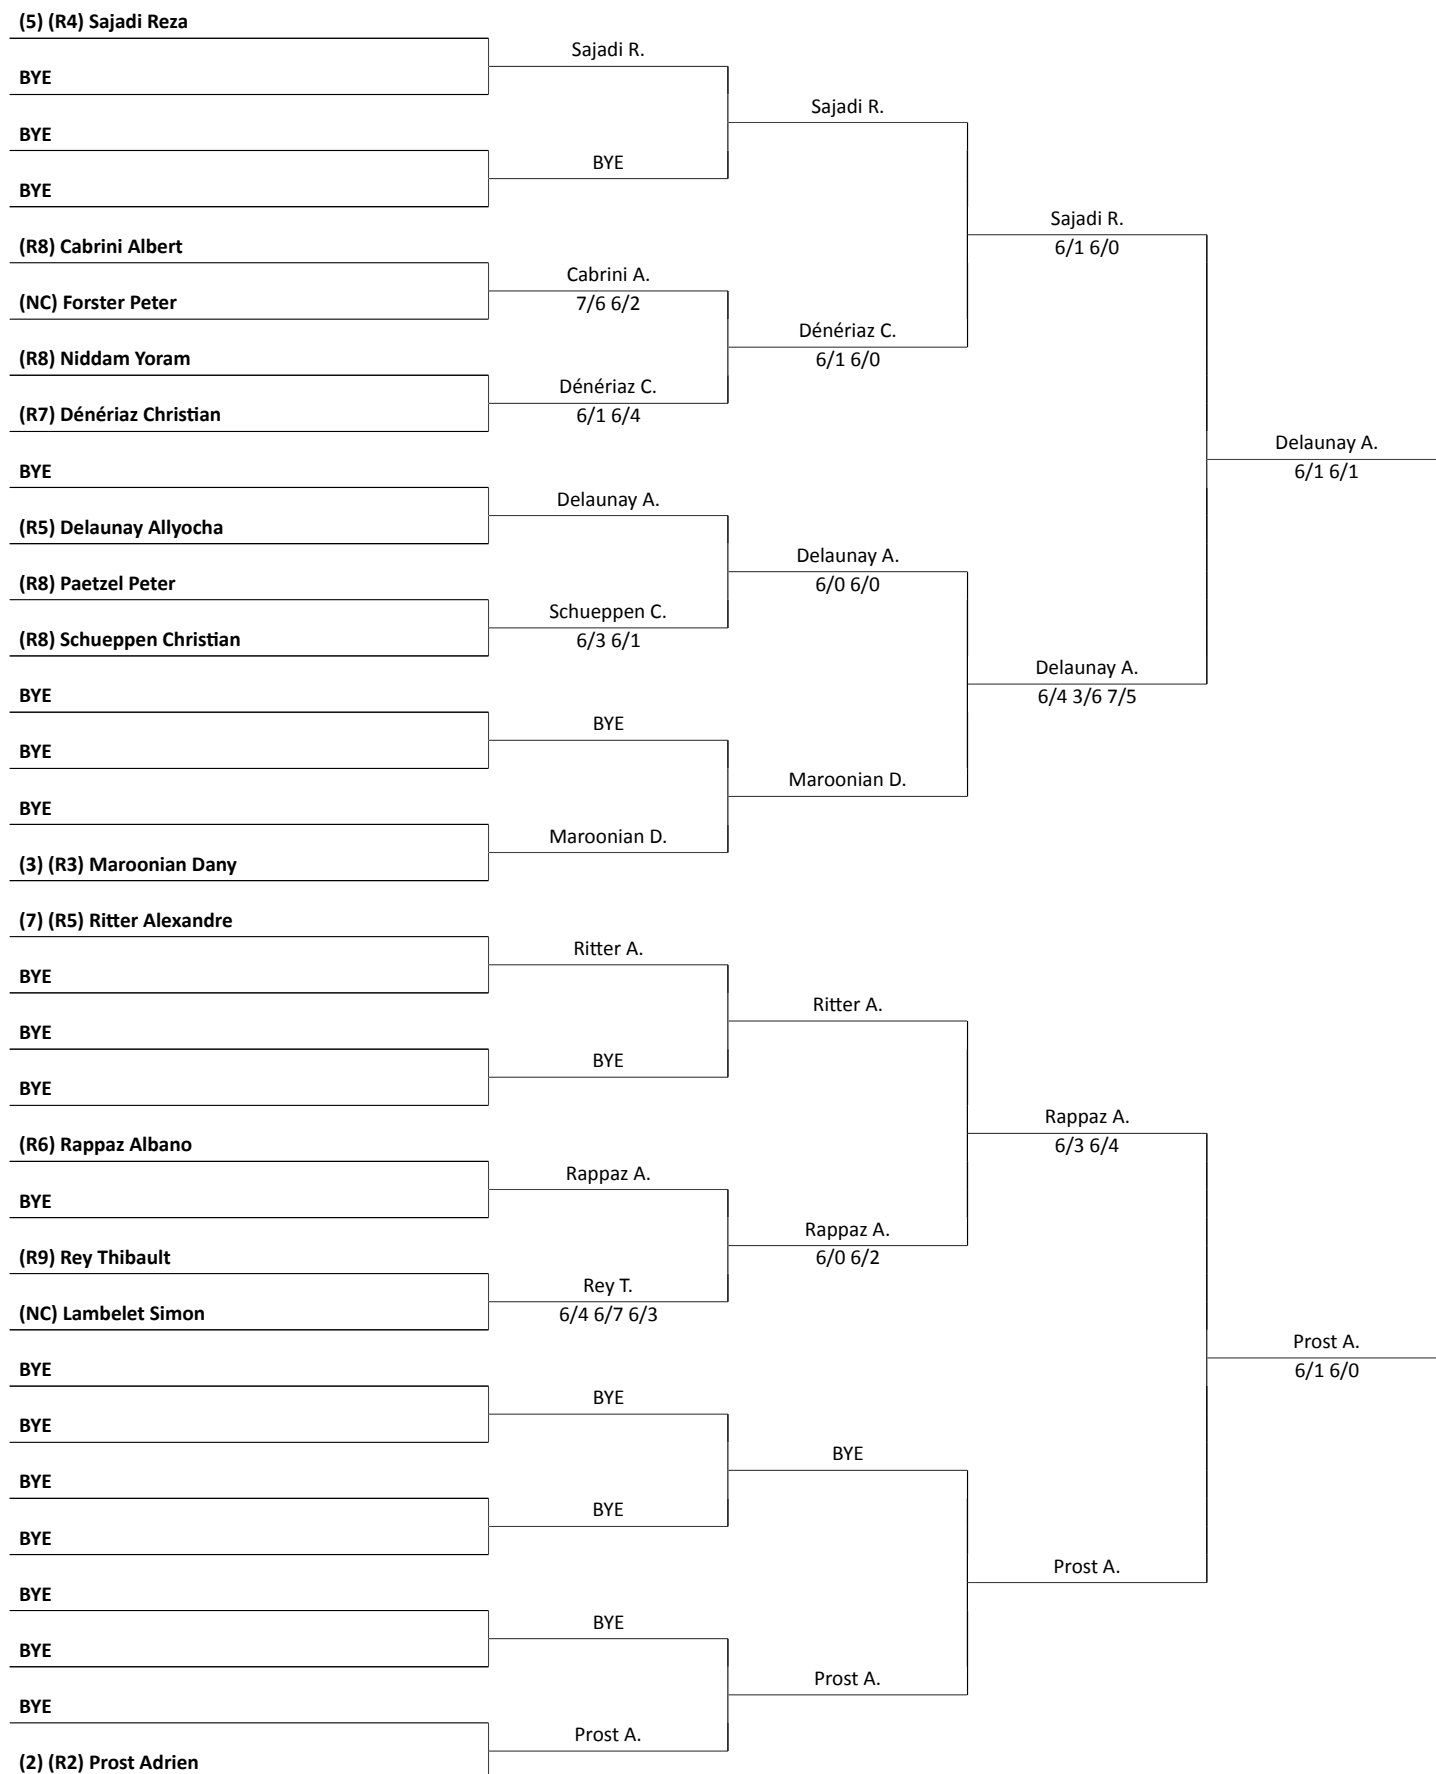 (5) (R4) Sajadi Reza
Sajadi R.
BYE
Sajadi R.
BYE
BYE
BYE
Sajadi R.
6/1 6/0
(R8) Cabrini Albert
Cabrini A.
7/6 6/2
(NC) Forster Peter
Dénériaz C.
6/1 6/0
(R8) Niddam Yoram
Dénériaz C.
6/1 6/4
(R7) Dénériaz Christian
Delaunay A.
6/1 6/1
BYE
Delaunay A.
(R5) Delaunay Allyocha
Delaunay A.
6/0 6/0
(R8) Paetzel Peter
Schueppen C.
6/3 6/1
(R8) Schueppen Christian
Delaunay A.
6/4 3/6 7/5
BYE
BYE
BYE
Maroonian D.
BYE
Maroonian D.
(3) (R3) Maroonian Dany
(7) (R5) Ritter Alexandre
Ritter A.
BYE
Ritter A.
BYE
BYE
BYE
Rappaz A.
6/3 6/4
(R6) Rappaz Albano
Rappaz A.
BYE
Rappaz A.
6/0 6/2
(R9) Rey Thibault
Rey T.
6/4 6/7 6/3
(NC) Lambelet Simon
Prost A.
6/1 6/0
BYE
BYE
BYE
BYE
BYE
BYE
BYE
Prost A.
BYE
BYE
BYE
Prost A.
BYE
Prost A.
(2) (R2) Prost Adrien